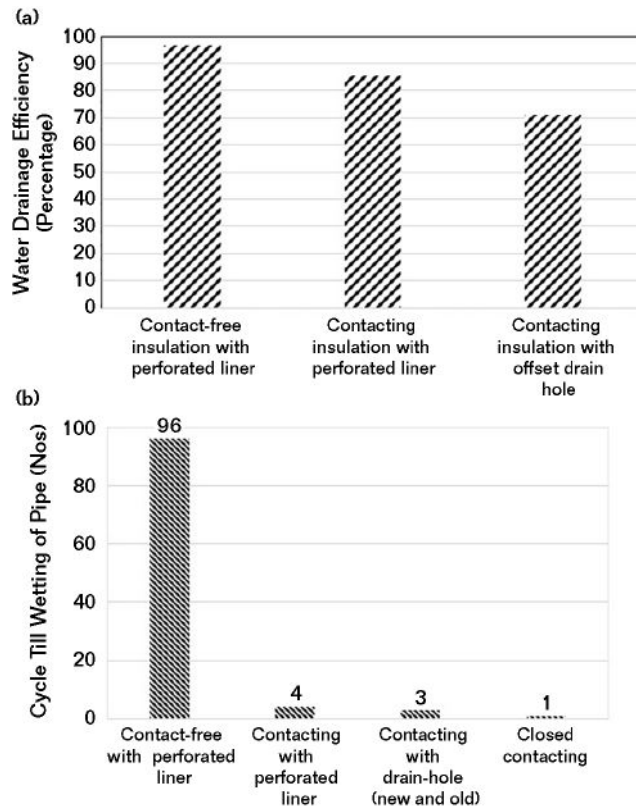 (a)
Water Drainage Efficiency
(Percentage)
100
90
80
70
60
50
40
30
20
10
0
Contact-free
insulation with
perforated liner
Contacting
insulation with
perforated liner
Contacting
insulation with
offset drain
hole
(b)
Cycle Till Wetting of Pipe (Nos)
100
80
60
40
20
0
96
4
3
1
Contact-free
with perforated
liner
Contacting
with
perforated
liner
Contacting
with
drain-hole
(new and old)
Closed
contacting